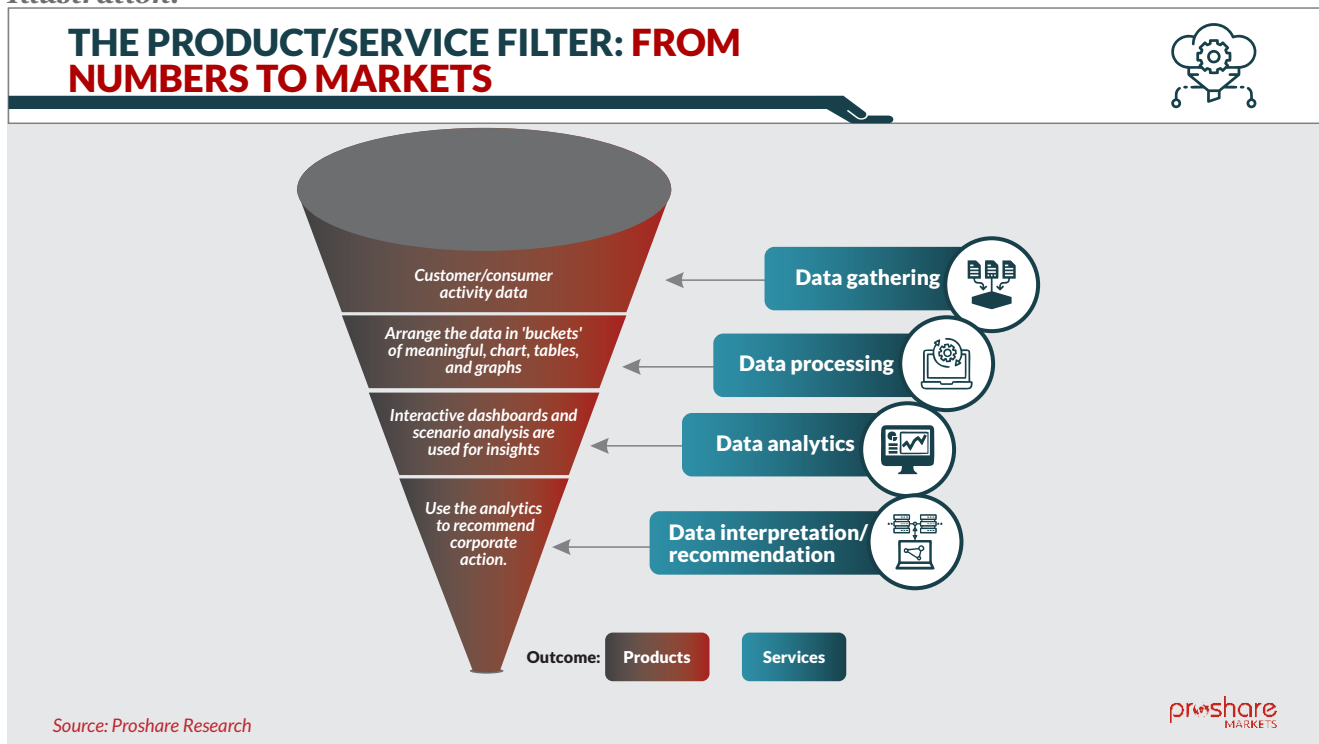 Illustration:
THE PRODUCT/SERVICE FILTER: FROM
NUMBERS TO MARKETS
Customer/consumer
activity data
Data gathering
Arrange the data in 'buckets'
of meaningful, chart, tables,
and graphs
Data processing
Interactive dashboards and
scenario analysis are
used for insights
Data analytics
Use the analytics
to recommend
corporate
action.
Data interpretation/
recommendation
Outcome: Products Services
Source: Proshare Research
proshare
MARKETS